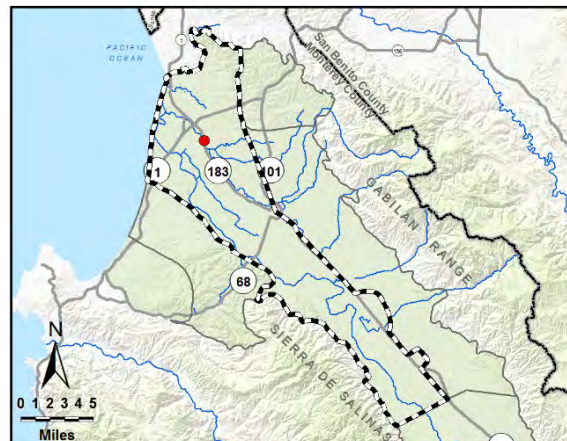 PACIFIC
OCEAN
1
156
San Benito County
Monterey County
1
183
101
GABILAN RANGE
68
SIERRA DE SALINAS
N
0 1 2 3 4 5
Miles